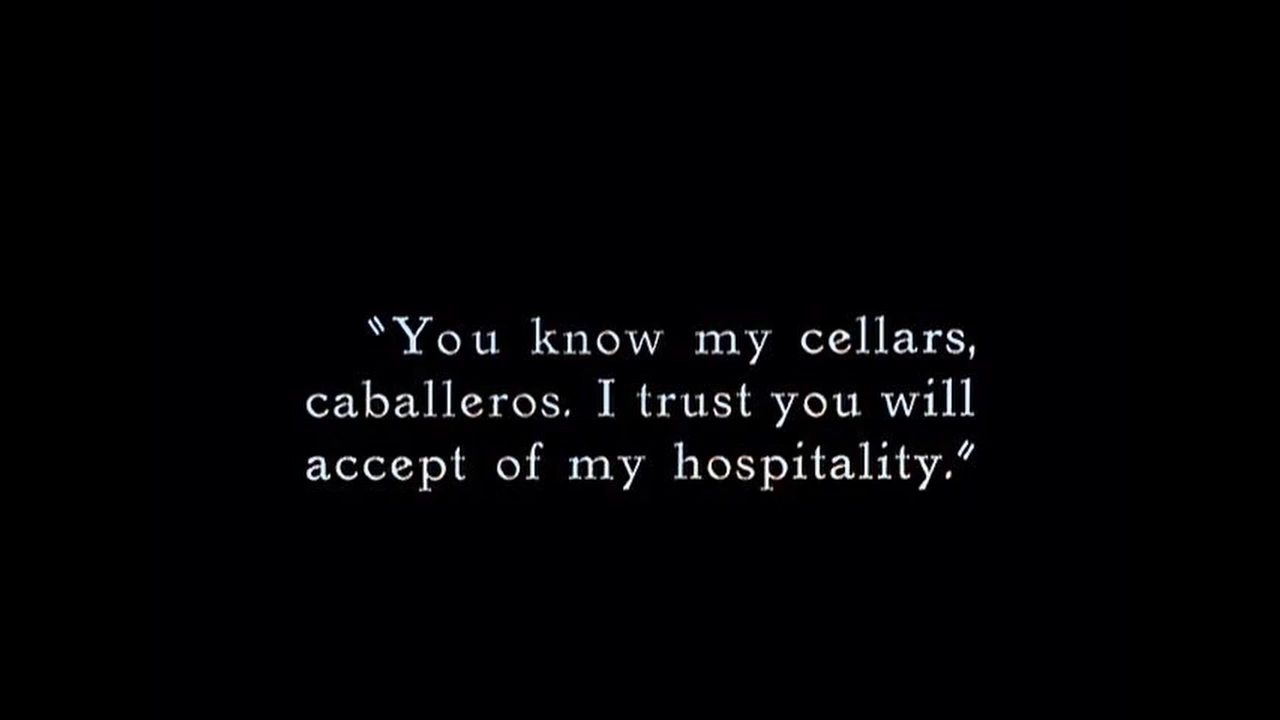 "You know my cellars,
caballeros. I trust you will
accept of my hospitality."